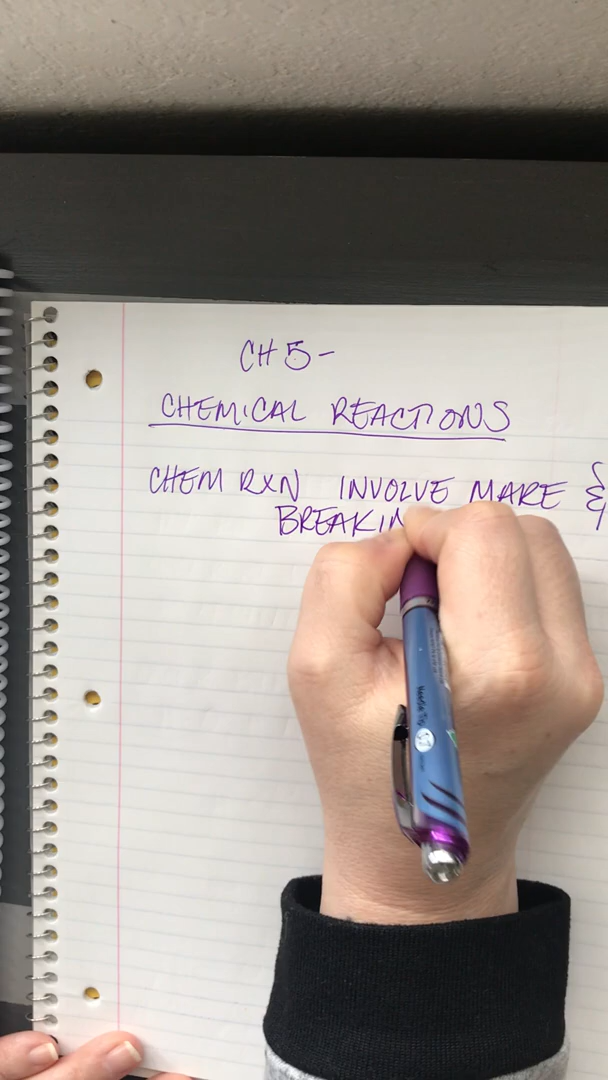 CH 5-
CHEMICAL REACTIONS
CHEM RXN INVOLVE MAKE &
BREAKIN